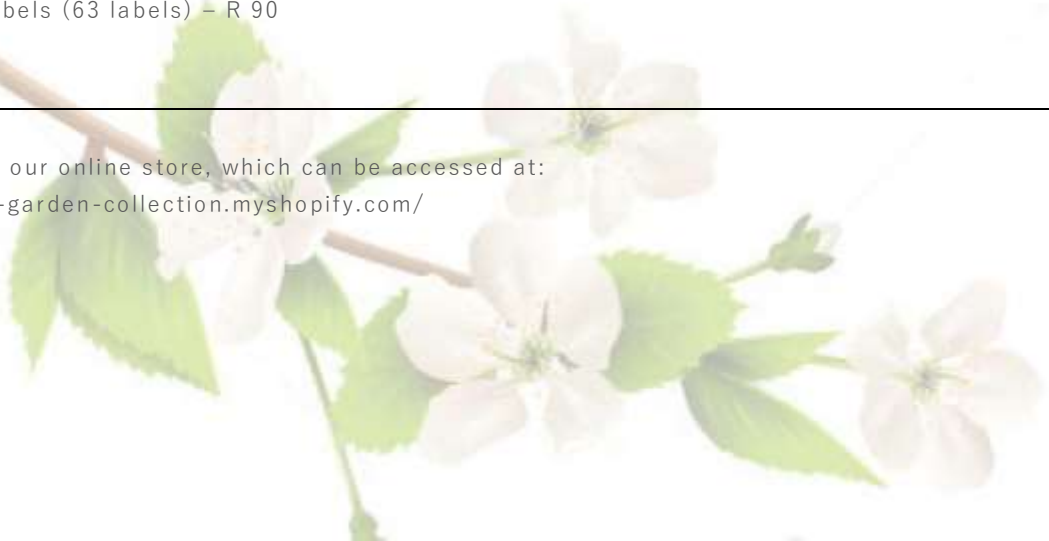 bels (63 labels) – R 90
our online store, which can be accessed at:
-garden-collection.myshopify.com/